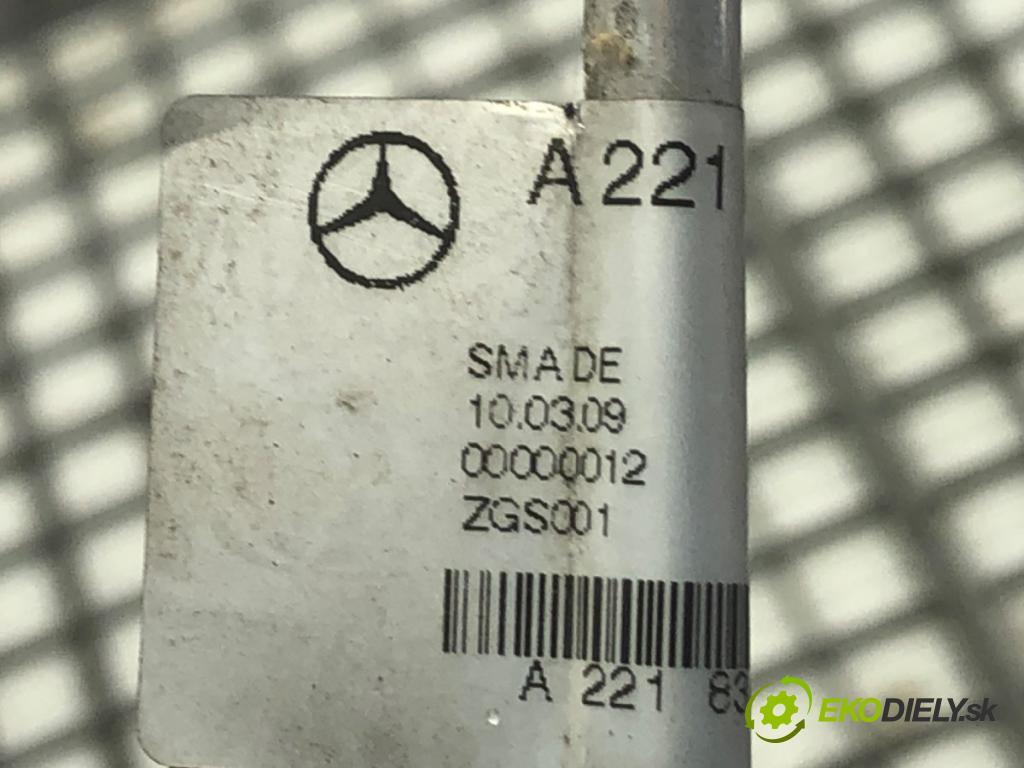 A 221
SMA DE
10.03.09
00000012
ZGS001
A 221 83
EKODIELY.sk